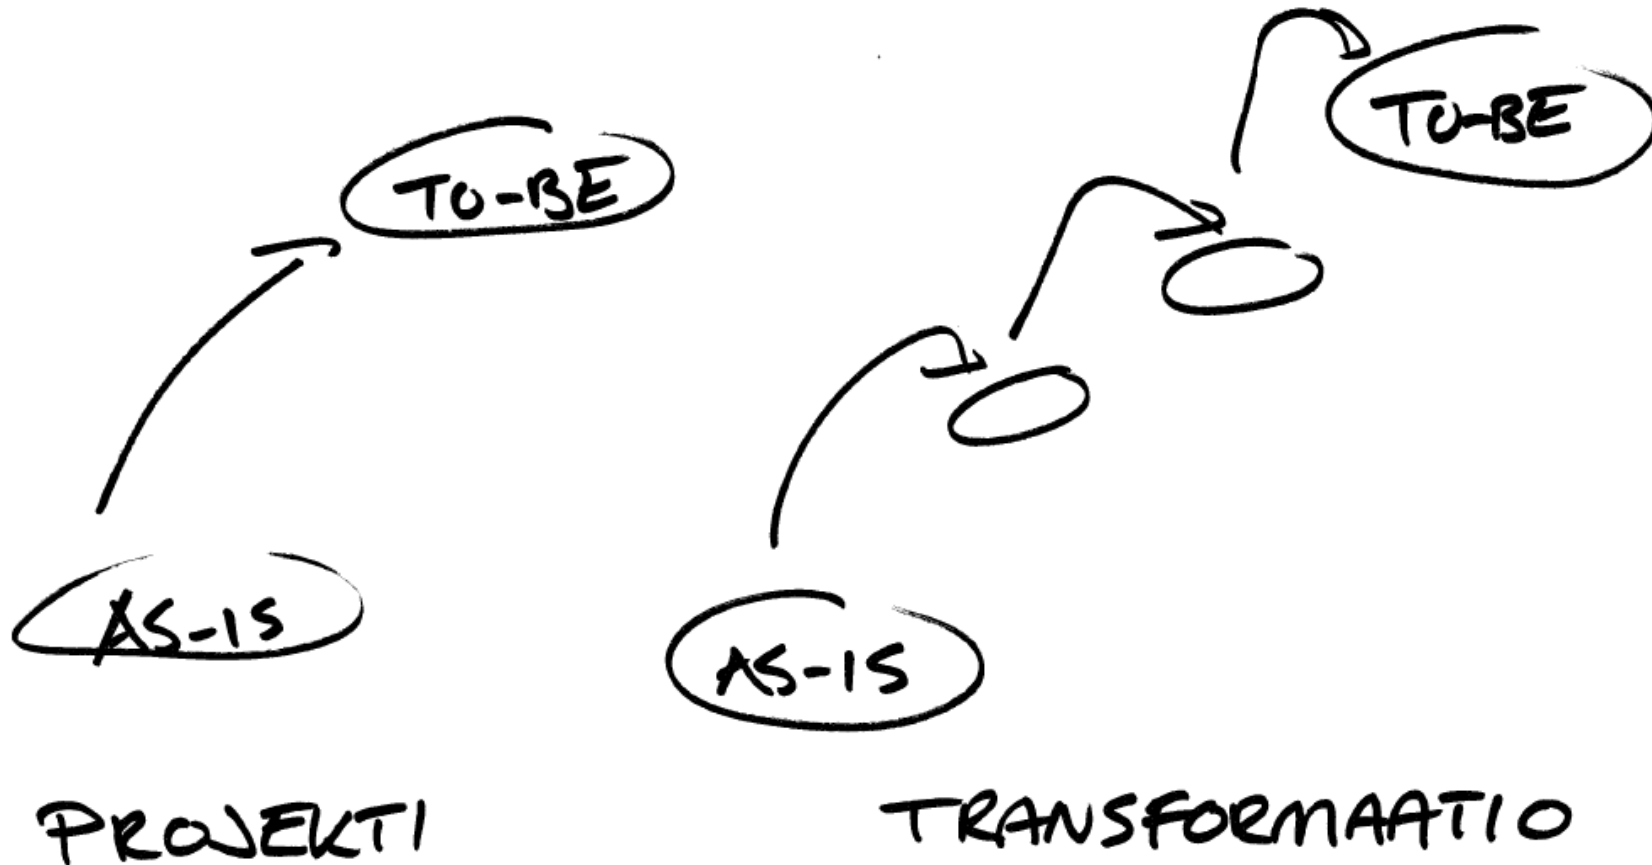 TO-BE
AS-IS
PROJEKTI
TO-BE
AS-IS
TRANSFORMAATIO